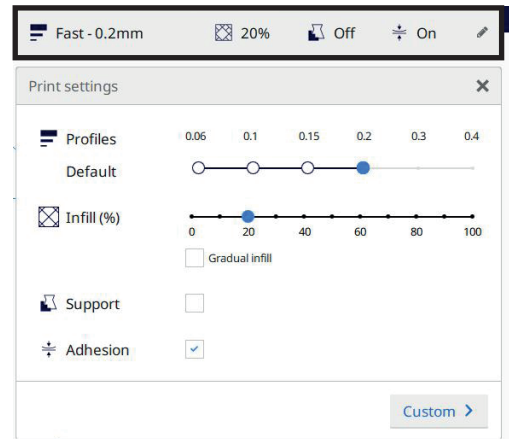 Fast - 0.2mm 20% Off On
Print settings
Profiles 0.06 0.1 0.15 0.2 0.3 0.4
Default
Infill (%)
0 20 40 60 80 100
Gradual infill
Support
Adhesion
Custom